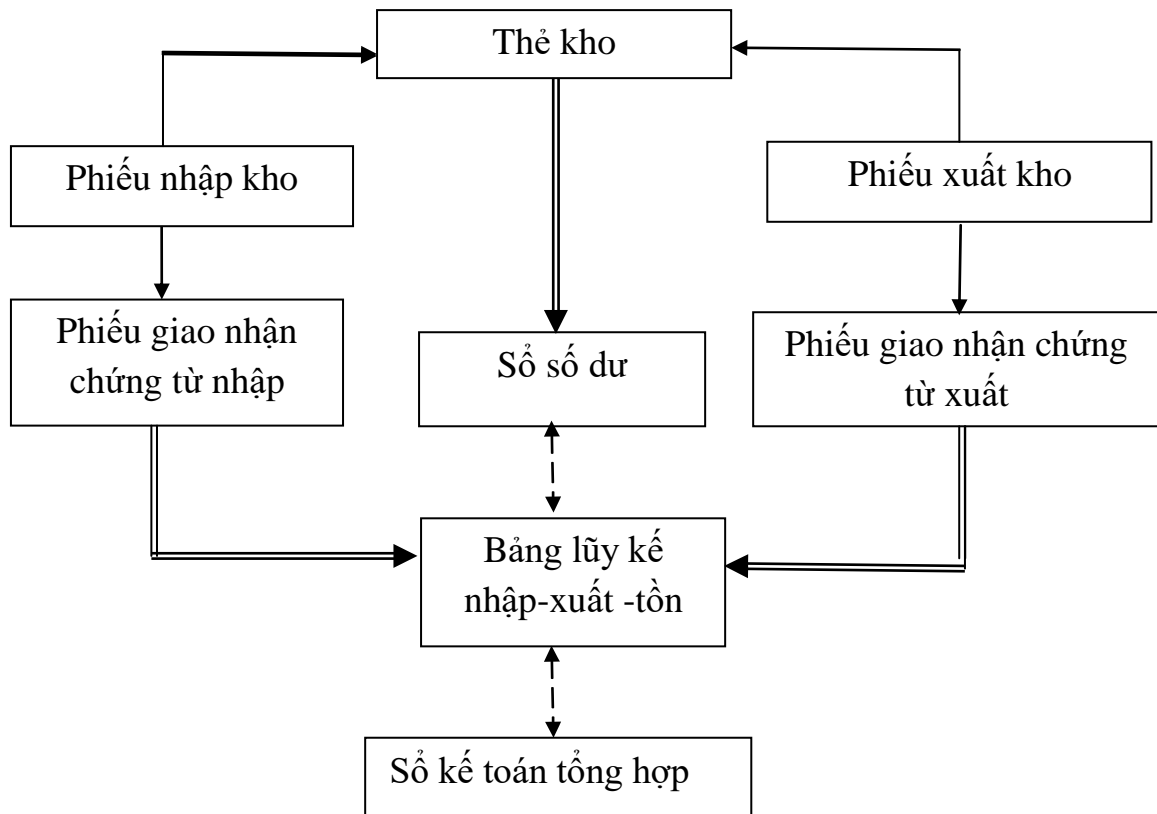 Thẻ kho
Phiếu nhập kho
Phiếu xuất kho
Phiếu giao nhận
chứng từ nhập
Sổ số dư
Phiếu giao nhận chứng
từ xuất
Bảng lũy kế
nhập-xuất -tồn
Sổ kế toán tổng hợp